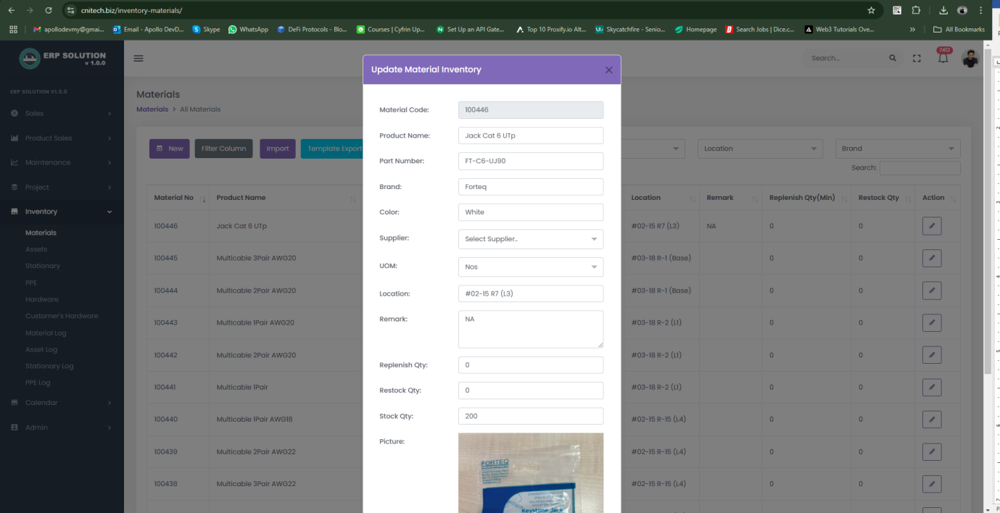 cnitech.biz/inventory-materials/
apollodevmy@gmai... Email - Apollo DevD... Skype WhatsApp DeFi Protocols - Blo... Courses | Cyfrin Up... Set Up an API Gate... Top 10 Proxify.io Alt... Skycatchfire - Senio... Homepage Search Jobs | Dice.c... Web3 Tutorials Ove... » All Bookmarks
ERP SOLUTION
v 1.0.0
Search...
7412
ERP SOLUTION V1.0.0
Sales
Product Sales
Maintenance
Project
Inventory
Materials
Assets
Stationary
PPE
Hardware
Customer's Hardware
Material Log
Asset Log
Stationary Log
PPE Log
Calendar
Admin
Materials
Materials > All Materials
New Filter Column Import Template Export
Location Brand
Search:
Material No Product Name Location Remark Replenish Qty(Min) Restock Qty Action
100446 Jack Cat 6 UTp #02-15 R7 (L3) NA 0 0
100445 Multicable 3Pair AWG20 #03-18 R-1 (Base) 0 0
100444 Multicable 2Pair AWG20 #03-18 R-1 (Base) 0 0
100443 Multicable 1Pair AWG20 #03-18 R-2 (L1) 0 0
100442 Multicable 2Pair AWG20 #03-18 R-2 (L1) 0 0
100441 Multicable 1Pair #03-18 R-2 (L1) 0 0
100440 Multicable 1Pair AWG18 #02-15 R-15 (L4) 0 0
100439 Multicable 2Pair AWG22 #02-15 R-15 (L4) 0 0
100438 Multicable 3Pair AWG22 #02-15 R-15 (L4) 0 0
Update Material Inventory
Material Code: 100446
Product Name: Jack Cat 6 UTp
Part Number: FT-C6-UJ90
Brand: Forteq
Color: White
Supplier: Select Supplier..
UOM: Nos
Location: #02-15 R7 (L3)
Remark: NA
Replenish Qty: 0
Restock Qty: 0
Stock Qty: 200
Picture:
FORTEQ
Keystone Jack